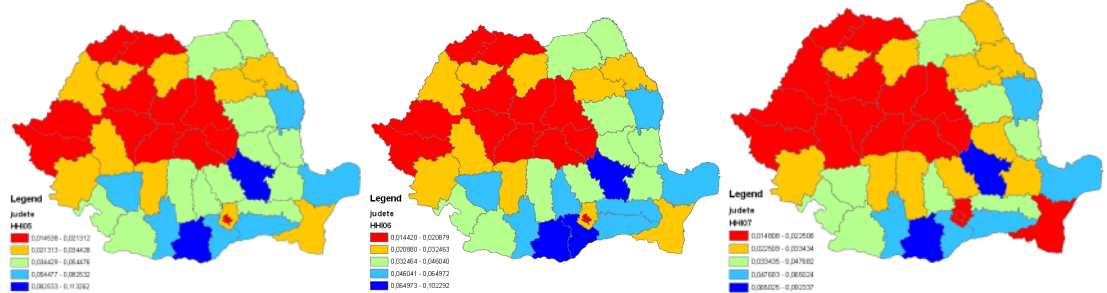 Legend
judete
HHI05
0,014538 - 0,021312
0,021313 - 0,034428
0,034429 - 0,054476
0,054477 - 0,082632
0,082633 - 0,113262
Legend
judete
HHI06
0,014420 - 0,020879
0,020880 - 0,032463
0,032464 - 0,046040
0,046041 - 0,064972
0,064973 - 0,102292
Legend
judete
HHI07
0,014808 - 0,022508
0,022509 - 0,033434
0,033435 - 0,047682
0,047683 - 0,065024
0,065025 - 0,092337